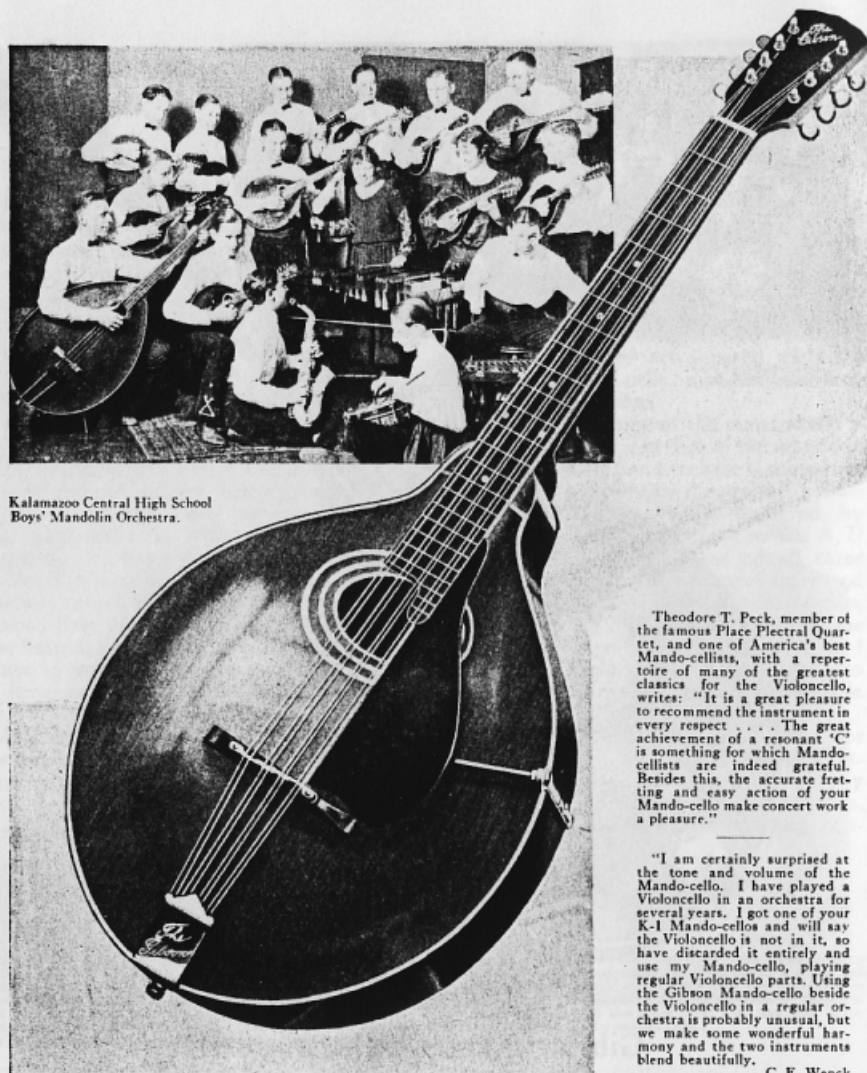 The
Gibson
Kalamazoo Central High School
Boys' Mandolin Orchestra.
Theodore T. Peck, member of
the famous Place Plectral Quar-
tet, and one of America's best
Mando-cellists, with a reper-
toire of many of the greatest
classics for the Violoncello,
writes: "It is a great pleasure
to recommend the instrument in
every respect . . . . The great
achievement of a resonant 'C'
is something for which Mando-
cellists are indeed grateful.
Besides this, the accurate fret-
ting and easy action of your
Mando-cello make concert work
a pleasure."
"I am certainly surprised at
the tone and volume of the
Mando-cello. I have played a
Violoncello in an orchestra for
several years. I got one of your
K-1 Mando-cellos and will say
the Violoncello is not in it, so
have discarded it entirely and
use my Mando-cello, playing
regular Violoncello parts. Using
the Gibson Mando-cello beside
the Violoncello in a regular or-
chestra is probably unusual, but
we make some wonderful har-
mony and the two instruments
blend beautifully.
The
Gibson